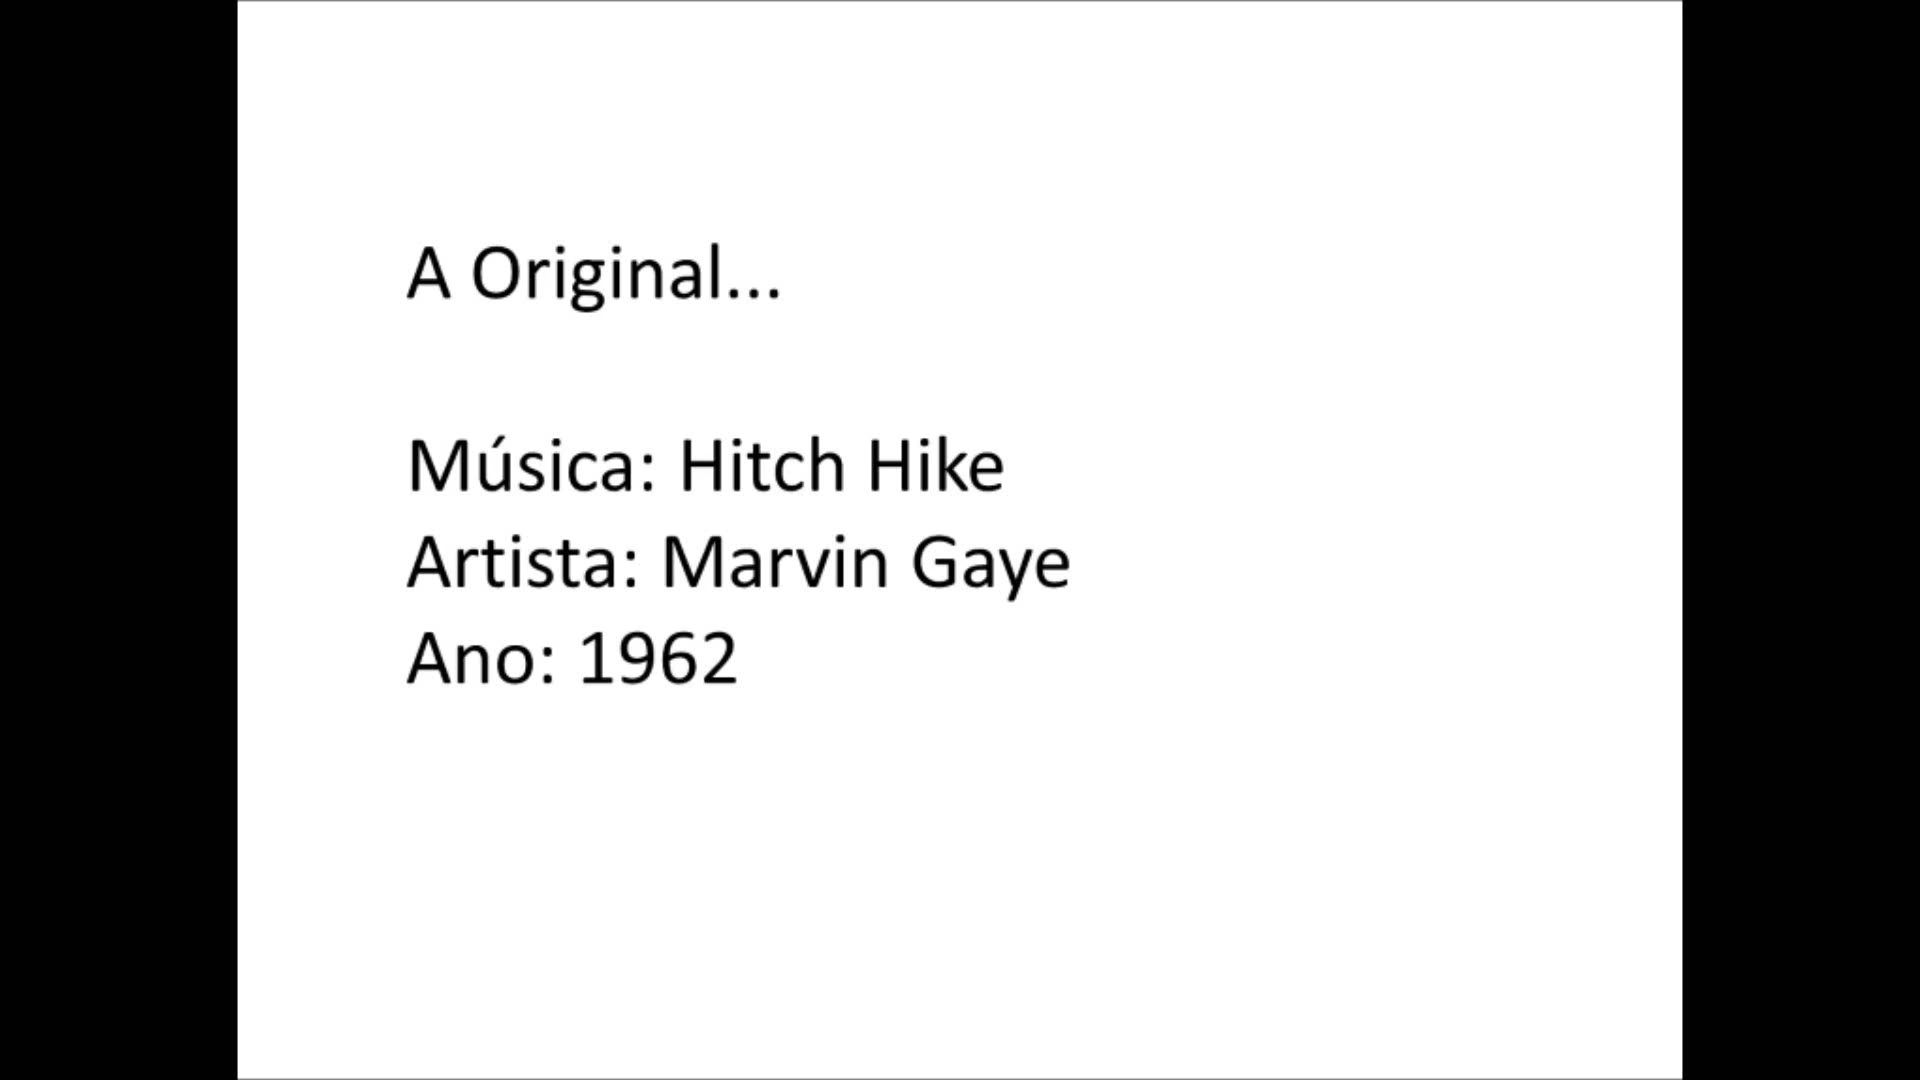 A Original...
Música: Hitch Hike
Artista: Marvin Gaye
Ano: 1962